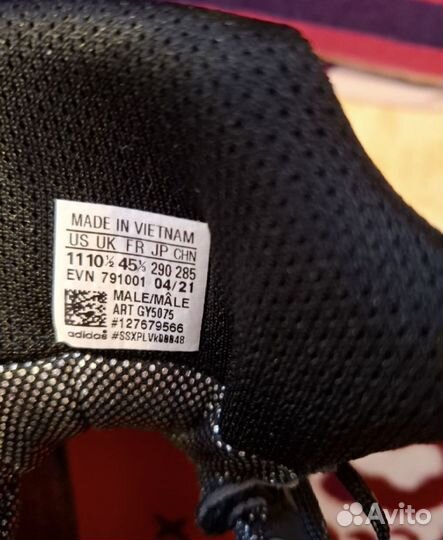 MADE IN VIETNAM
US UK FR JP CHN
11 10½ 45⅓ 290 285
EVN 791001 04/21
MALE/MÂLE
ART GY5075
#127679566
adidas #SSXPLVk
Avito